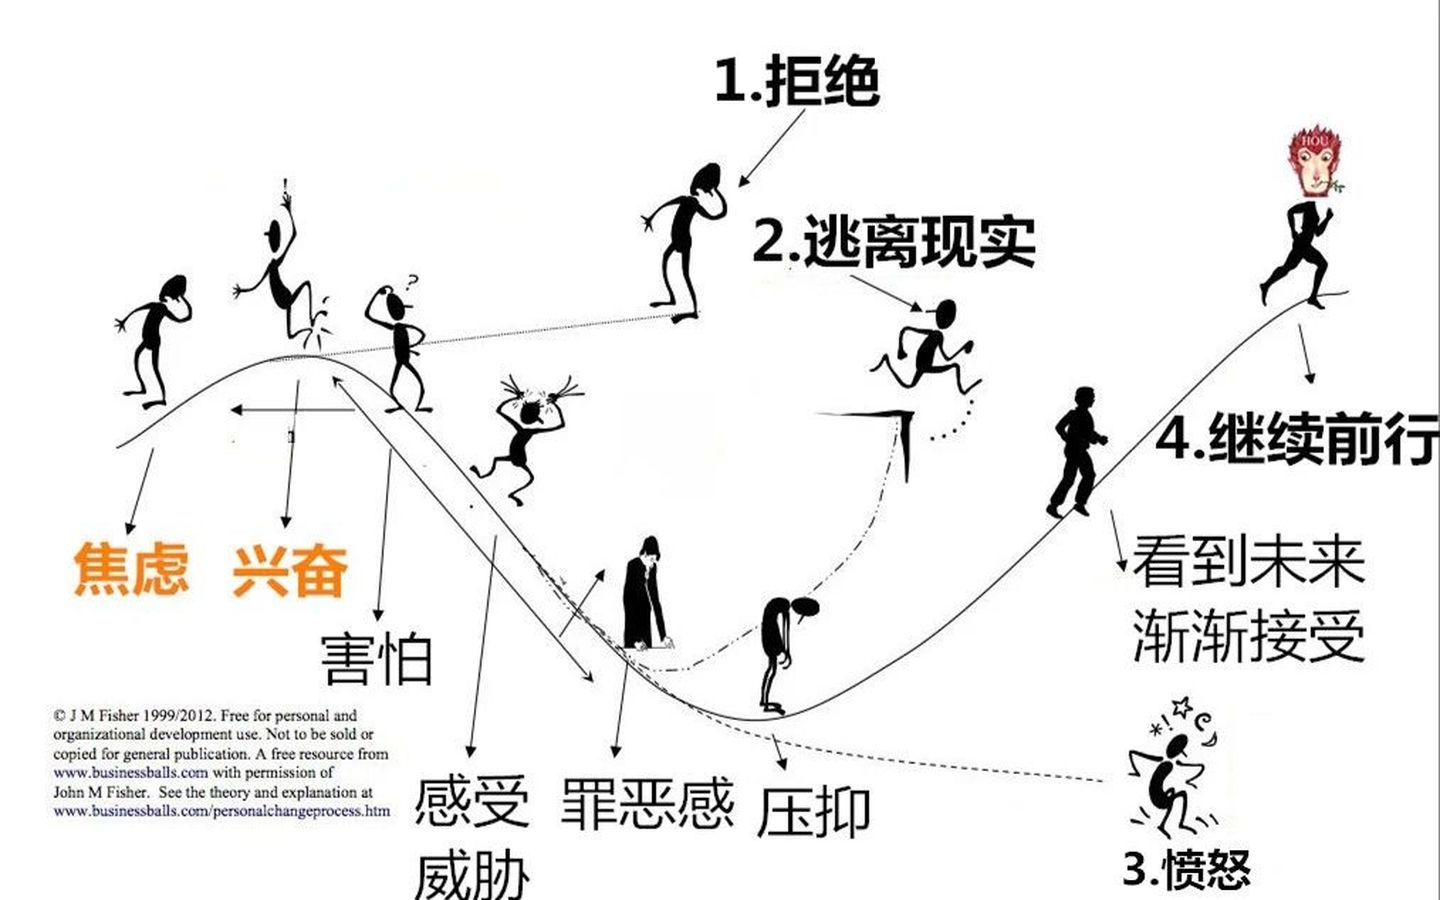 1.拒绝
HOU
2.逃离现实
?
4.继续前行
焦虑
兴奋
看到未来
渐渐接受
害怕
© J M Fisher 1999/2012. Free for personal and
organizational development use. Not to be sold or
copied for general publication. A free resource from
www.businessballs.com with permission of
John M Fisher. See the theory and explanation at
www.businessballs.com/personalchangeprocess.htm
感受
威胁
罪恶感
压抑
3.愤怒